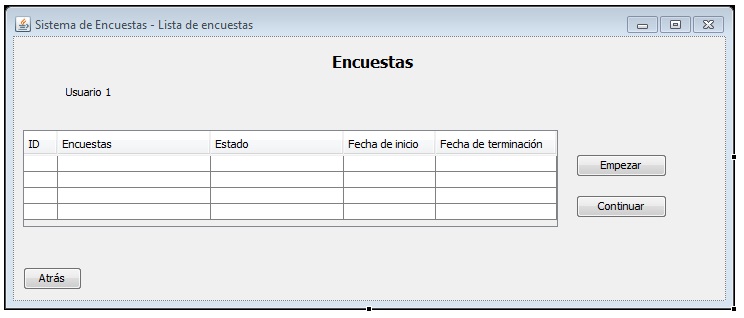 Sistema de Encuestas - Lista de encuestas
Encuestas
Usuario 1
ID Encuestas Estado Fecha de inicio Fecha de terminación
Empezar
Continuar
Atrás